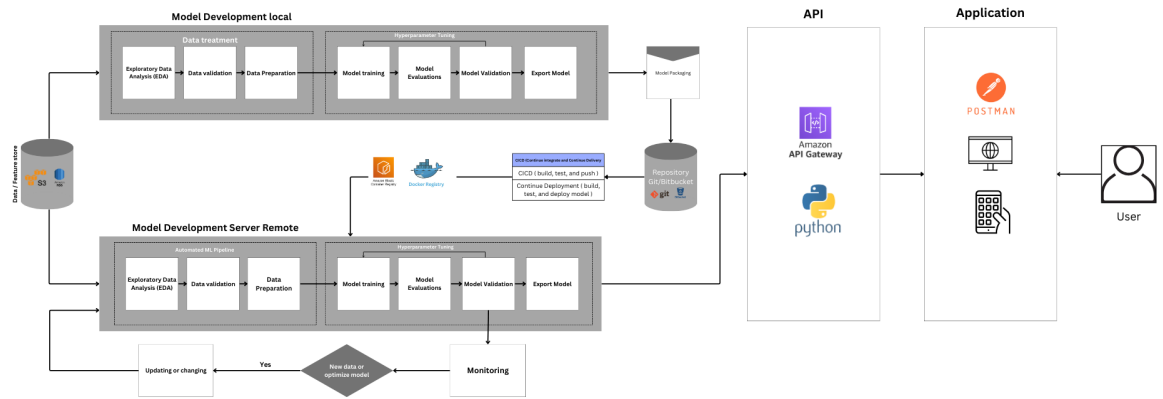 Model Development local
API
Application
Data treatment
Hyperparameter Tuning
Exploratory Data
Analysis (EDA)
Data validation
Data Preparation
Model training
Model
Evaluations
Model Validation
Export Model
Model Packaging
POSTMAN
Amazon
API Gateway
python
Data / Feature store
S3
CICD (Continue Integrate and Continue Delivery
CICD ( build, test, and push )
Continue Deployment ( build,
test, and deploy model )
Docker Registry
Repository
Git/Bitbucket
git
User
Model Development Server Remote
Automated ML Pipeline
Hyperparameter Tuning
Exploratory Data
Analysis (EDA)
Data validation
Data
Preparation
Model training
Model
Evaluations
Model Validation
Export Model
Updating or changing
Yes
New data or
optimize model
Monitoring